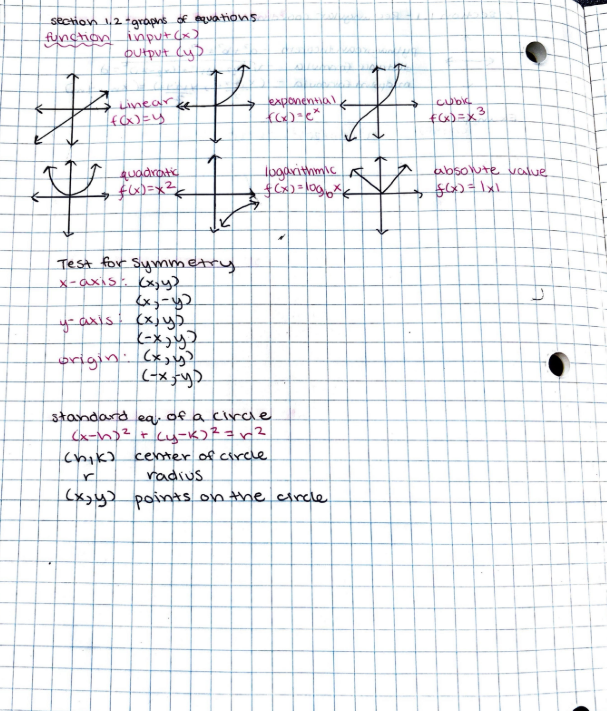 section 1.2 - graphs of equations
function input (x)
output (y)
linear
f(x)=y
exponential
f(x)=e^x
cubic
f(x)=x^3
quadratic
f(x)=x^2
logarithmic
f(x)=log_b x
absolute value
f(x)=|x|
Test for symmetry
x-axis: (x,y)
(x,-y)
y-axis: (x,y)
(-x,y)
origin: (x,y)
(-x,-y)
standard eq. of a circle
(x-h)^2 + (y-k)^2 = r^2
(h,k) center of circle
r radius
(x,y) points on the circle